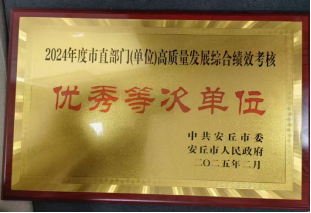 2024年度市直部门(单位)高质量发展综合绩效考核
优秀等次单位
中共安丘市委
安丘市人民政府
二〇二五年二月